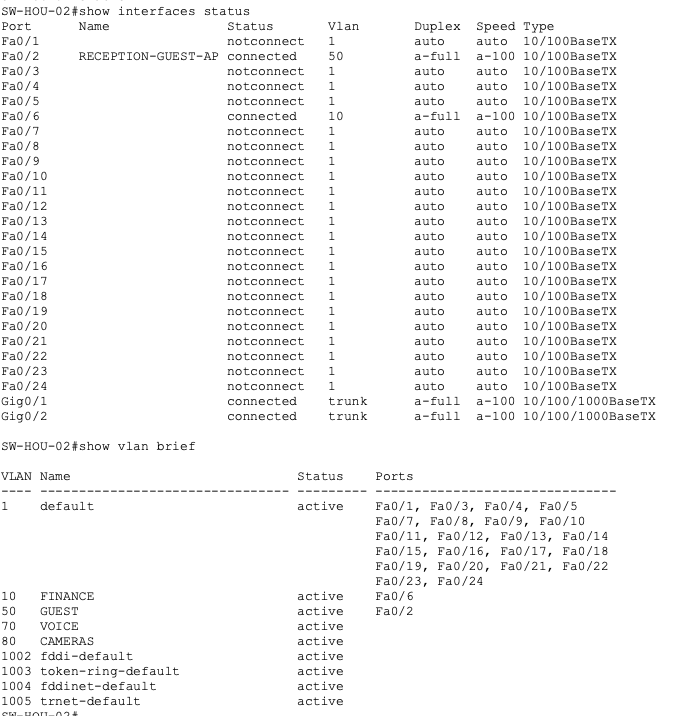 SW-HOU-02#show interfaces status
Port      Name               Status       Vlan       Duplex  Speed Type
Fa0/1                        notconnect   1          auto    auto  10/100BaseTX
Fa0/2     RECEPTION-GUEST-AP connected    50         a-full  a-100 10/100BaseTX
Fa0/3                        notconnect   1          auto    auto  10/100BaseTX
Fa0/4                        notconnect   1          auto    auto  10/100BaseTX
Fa0/5                        notconnect   1          auto    auto  10/100BaseTX
Fa0/6                        connected    10         a-full  a-100 10/100BaseTX
Fa0/7                        notconnect   1          auto    auto  10/100BaseTX
Fa0/8                        notconnect   1          auto    auto  10/100BaseTX
Fa0/9                        notconnect   1          auto    auto  10/100BaseTX
Fa0/10                       notconnect   1          auto    auto  10/100BaseTX
Fa0/11                       notconnect   1          auto    auto  10/100BaseTX
Fa0/12                       notconnect   1          auto    auto  10/100BaseTX
Fa0/13                       notconnect   1          auto    auto  10/100BaseTX
Fa0/14                       notconnect   1          auto    auto  10/100BaseTX
Fa0/15                       notconnect   1          auto    auto  10/100BaseTX
Fa0/16                       notconnect   1          auto    auto  10/100BaseTX
Fa0/17                       notconnect   1          auto    auto  10/100BaseTX
Fa0/18                       notconnect   1          auto    auto  10/100BaseTX
Fa0/19                       notconnect   1          auto    auto  10/100BaseTX
Fa0/20                       notconnect   1          auto    auto  10/100BaseTX
Fa0/21                       notconnect   1          auto    auto  10/100BaseTX
Fa0/22                       notconnect   1          auto    auto  10/100BaseTX
Fa0/23                       notconnect   1          auto    auto  10/100BaseTX
Fa0/24                       notconnect   1          auto    auto  10/100BaseTX
Gig0/1                       connected    trunk      a-full  a-100 10/100/1000BaseTX
Gig0/2                       connected    trunk      a-full  a-100 10/100/1000BaseTX
SW-HOU-02#show vlan brief
VLAN Name                             Status    Ports
---- -------------------------------- --------- -------------------------------
1    default                          active    Fa0/1, Fa0/3, Fa0/4, Fa0/5
                                                Fa0/7, Fa0/8, Fa0/9, Fa0/10
                                                Fa0/11, Fa0/12, Fa0/13, Fa0/14
                                                Fa0/15, Fa0/16, Fa0/17, Fa0/18
                                                Fa0/19, Fa0/20, Fa0/21, Fa0/22
                                                Fa0/23, Fa0/24
10   FINANCE                          active    Fa0/6
50   GUEST                            active    Fa0/2
70   VOICE                            active
80   CAMERAS                          active
1002 fddi-default                     active
1003 token-ring-default               active
1004 fddinet-default                  active
1005 trnet-default                    active
SW-HOU-02#